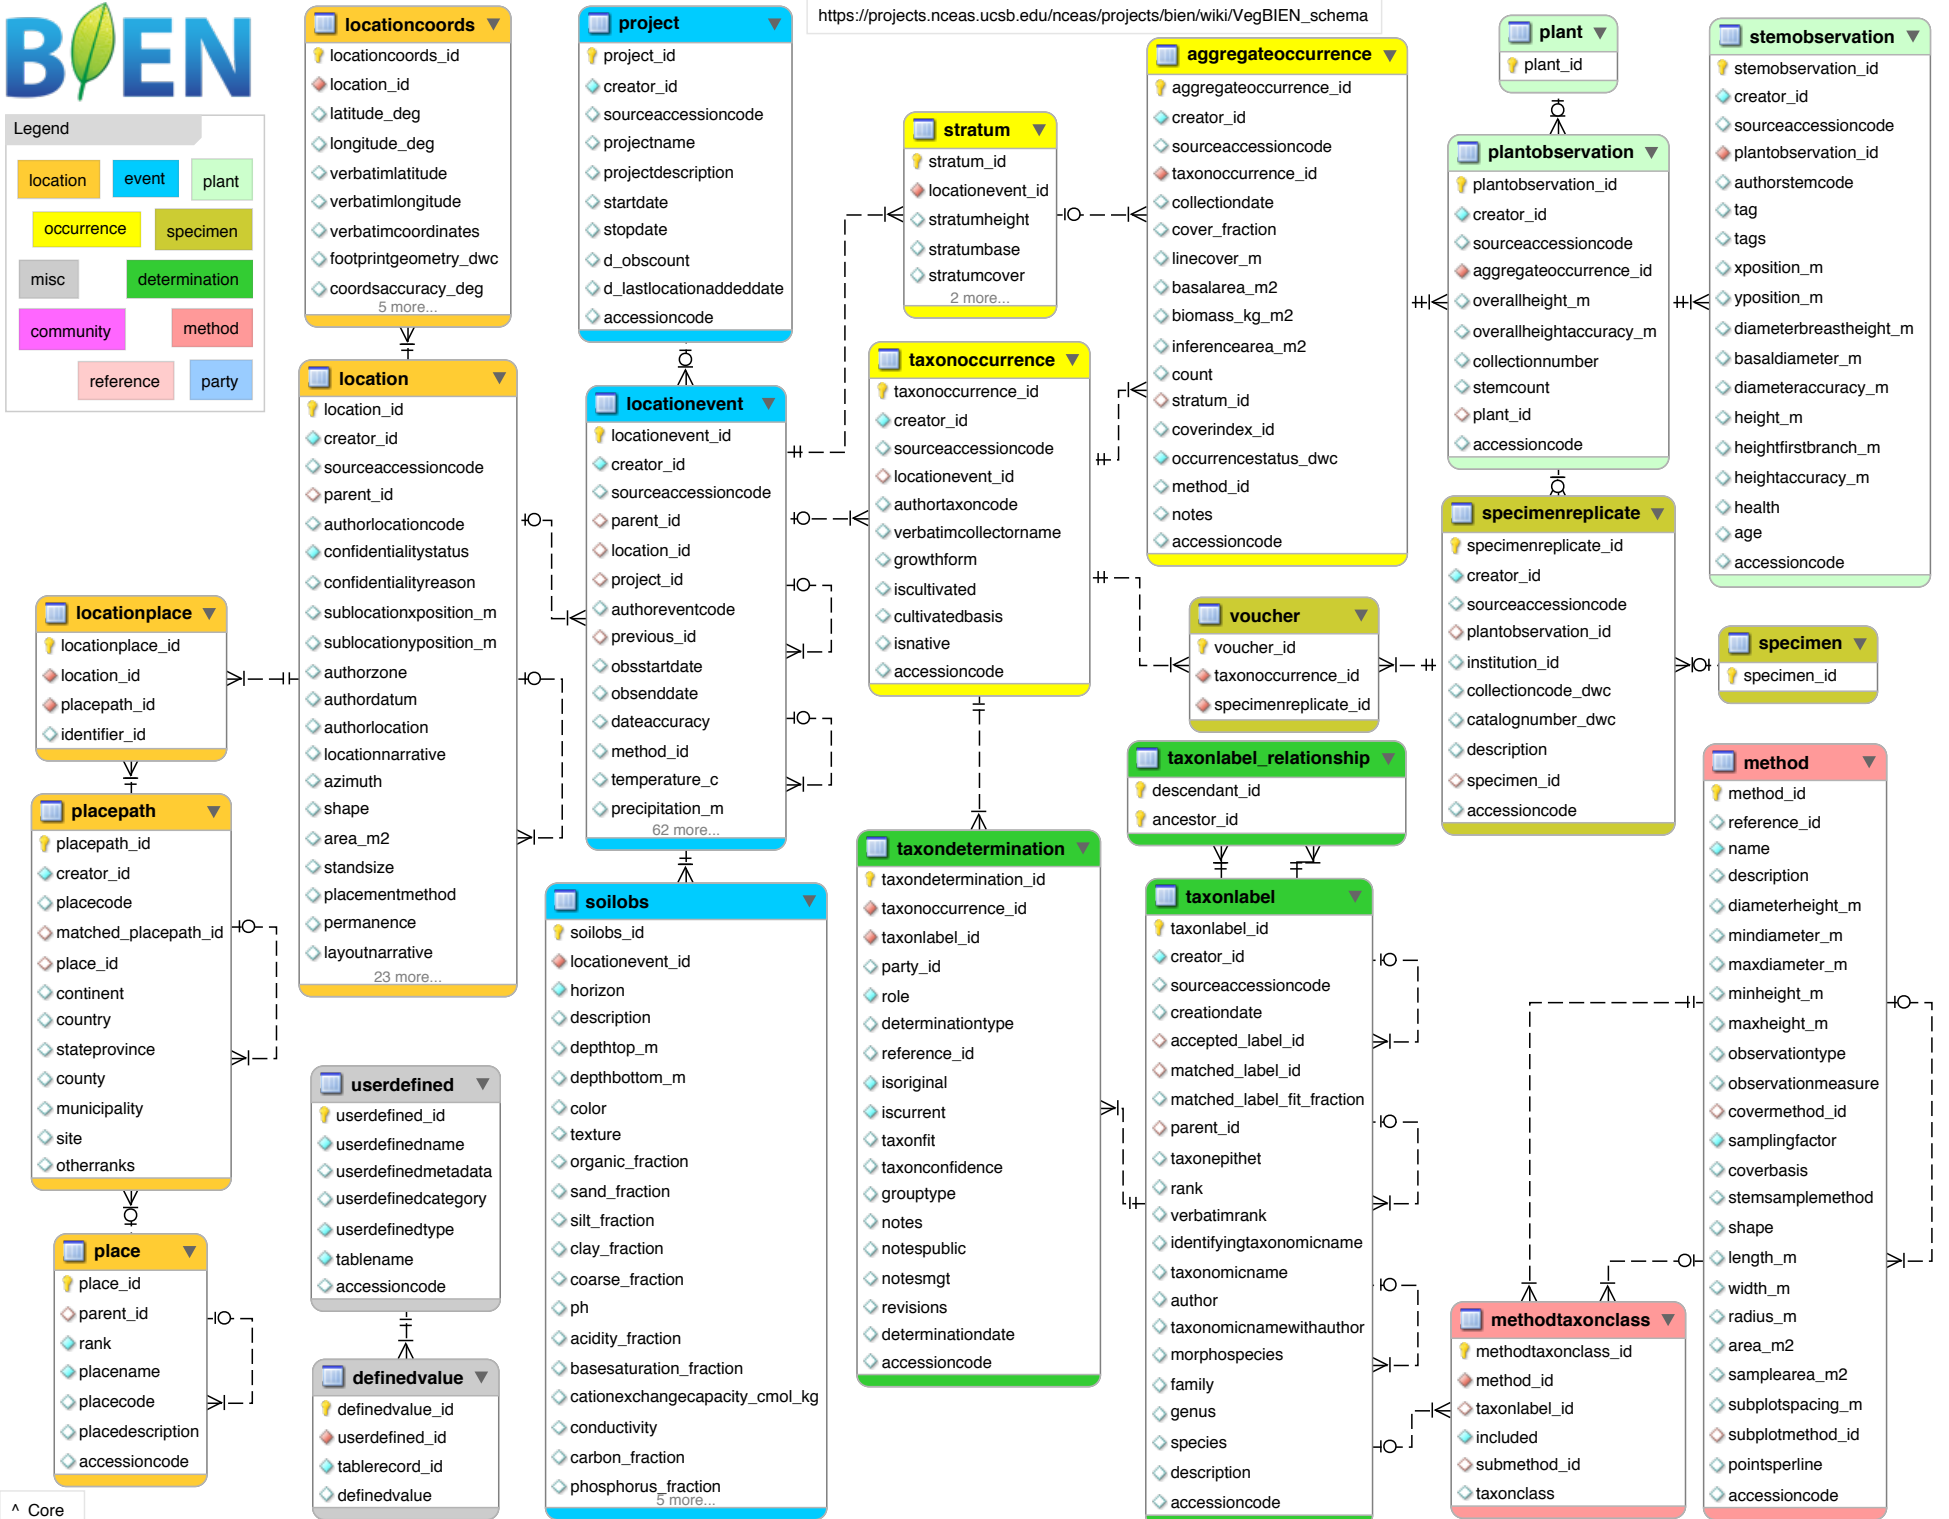 BIEN
Legend
location
event
plant
occurrence
specimen
misc
determination
community
method
reference
party
locationcoords
locationcoords_id
location_id
latitude_deg
longitude_deg
verbatimlatitude
verbatimlongitude
verbatimcoordinates
footprintgeometry_dwc
coordsaccuracy_deg
5 more...
project
project_id
creator_id
sourceaccessioncode
projectname
projectdescription
startdate
stopdate
d_obscount
d_lastlocationaddeddate
accessioncode
https://projects.nceas.ucsb.edu/nceas/projects/bien/wiki/VegBIEN_schema
stratum
stratum_id
locationevent_id
stratumheight
stratumbase
stratumcover
2 more...
aggregateoccurrence
aggregateoccurrence_id
creator_id
sourceaccessioncode
taxonoccurrence_id
collectiondate
cover_fraction
linecover_m
basalarea_m2
biomass_kg_m2
inferencearea_m2
count
stratum_id
coverindex_id
occurrencestatus_dwc
method_id
notes
accessioncode
plant
plant_id
plantobservation
plantobservation_id
creator_id
sourceaccessioncode
aggregateoccurrence_id
overallheight_m
overallheightaccuracy_m
collectionnumber
stemcount
plant_id
accessioncode
stemobservation
stemobservation_id
creator_id
sourceaccessioncode
plantobservation_id
authorstemcode
tag
tags
xposition_m
yposition_m
diameterbreastheight_m
basaldiameter_m
diameteraccuracy_m
height_m
heightfirstbranch_m
heightaccuracy_m
health
age
accessioncode
location
location_id
creator_id
sourceaccessioncode
parent_id
authorlocationcode
confidentialitystatus
confidentialityreason
sublocationxposition_m
sublocationyposition_m
authorzone
authordatum
authorlocation
locationnarrative
azimuth
shape
area_m2
standsize
placementmethod
permanence
layoutnarrative
23 more...
locationevent
locationevent_id
creator_id
sourceaccessioncode
parent_id
location_id
project_id
authoreventcode
previous_id
obsstartdate
obsenddate
dateaccuracy
method_id
temperature_c
precipitation_m
62 more...
taxonoccurrence
taxonoccurrence_id
creator_id
sourceaccessioncode
locationevent_id
authortaxoncode
verbatimcollectorname
growthform
iscultivated
cultivatedbasis
isnative
accessioncode
voucher
voucher_id
taxonoccurrence_id
specimenreplicate_id
specimenreplicate
specimenreplicate_id
creator_id
sourceaccessioncode
plantobservation_id
institution_id
collectioncode_dwc
catalognumber_dwc
description
specimen_id
accessioncode
specimen
specimen_id
locationplace
locationplace_id
location_id
placepath_id
identifier_id
placepath
placepath_id
creator_id
placecode
matched_placepath_id
place_id
continent
country
stateprovince
county
municipality
site
otherranks
place
place_id
parent_id
rank
placename
placecode
placedescription
accessioncode
^ Core
userdefined
userdefined_id
userdefinedname
userdefinedmetadata
userdefinedcategory
userdefinedtype
tablename
accessioncode
definedvalue
definedvalue_id
userdefined_id
tablerecord_id
definedvalue
soilobs
soilobs_id
locationevent_id
horizon
description
depthtop_m
depthbottom_m
color
texture
organic_fraction
sand_fraction
silt_fraction
clay_fraction
coarse_fraction
ph
acidity_fraction
basesaturation_fraction
cationexchangecapacity_cmol_kg
conductivity
carbon_fraction
phosphorus_fraction
5 more...
taxondetermination
taxondetermination_id
taxonoccurrence_id
taxonlabel_id
party_id
role
determinationtype
reference_id
isoriginal
iscurrent
taxonfit
taxonconfidence
grouptype
notes
notespublic
notesmgt
revisions
determinationdate
accessioncode
taxonlabel_relationship
descendant_id
ancestor_id
taxonlabel
taxonlabel_id
creator_id
sourceaccessioncode
creationdate
accepted_label_id
matched_label_id
matched_label_fit_fraction
parent_id
taxonepithet
rank
verbatimrank
identifyingtaxonomicname
taxonomicname
author
taxonomicnamewithauthor
morphospecies
family
genus
species
description
accessioncode
method
method_id
reference_id
name
description
diameterheight_m
mindiameter_m
maxdiameter_m
minheight_m
maxheight_m
observationtype
observationmeasure
covermethod_id
samplingfactor
coverbasis
stemsamplemethod
shape
length_m
width_m
radius_m
area_m2
samplearea_m2
subplotspacing_m
subplotmethod_id
pointsperline
accessioncode
methodtaxonclass
methodtaxonclass_id
method_id
taxonlabel_id
included
submethod_id
taxonclass